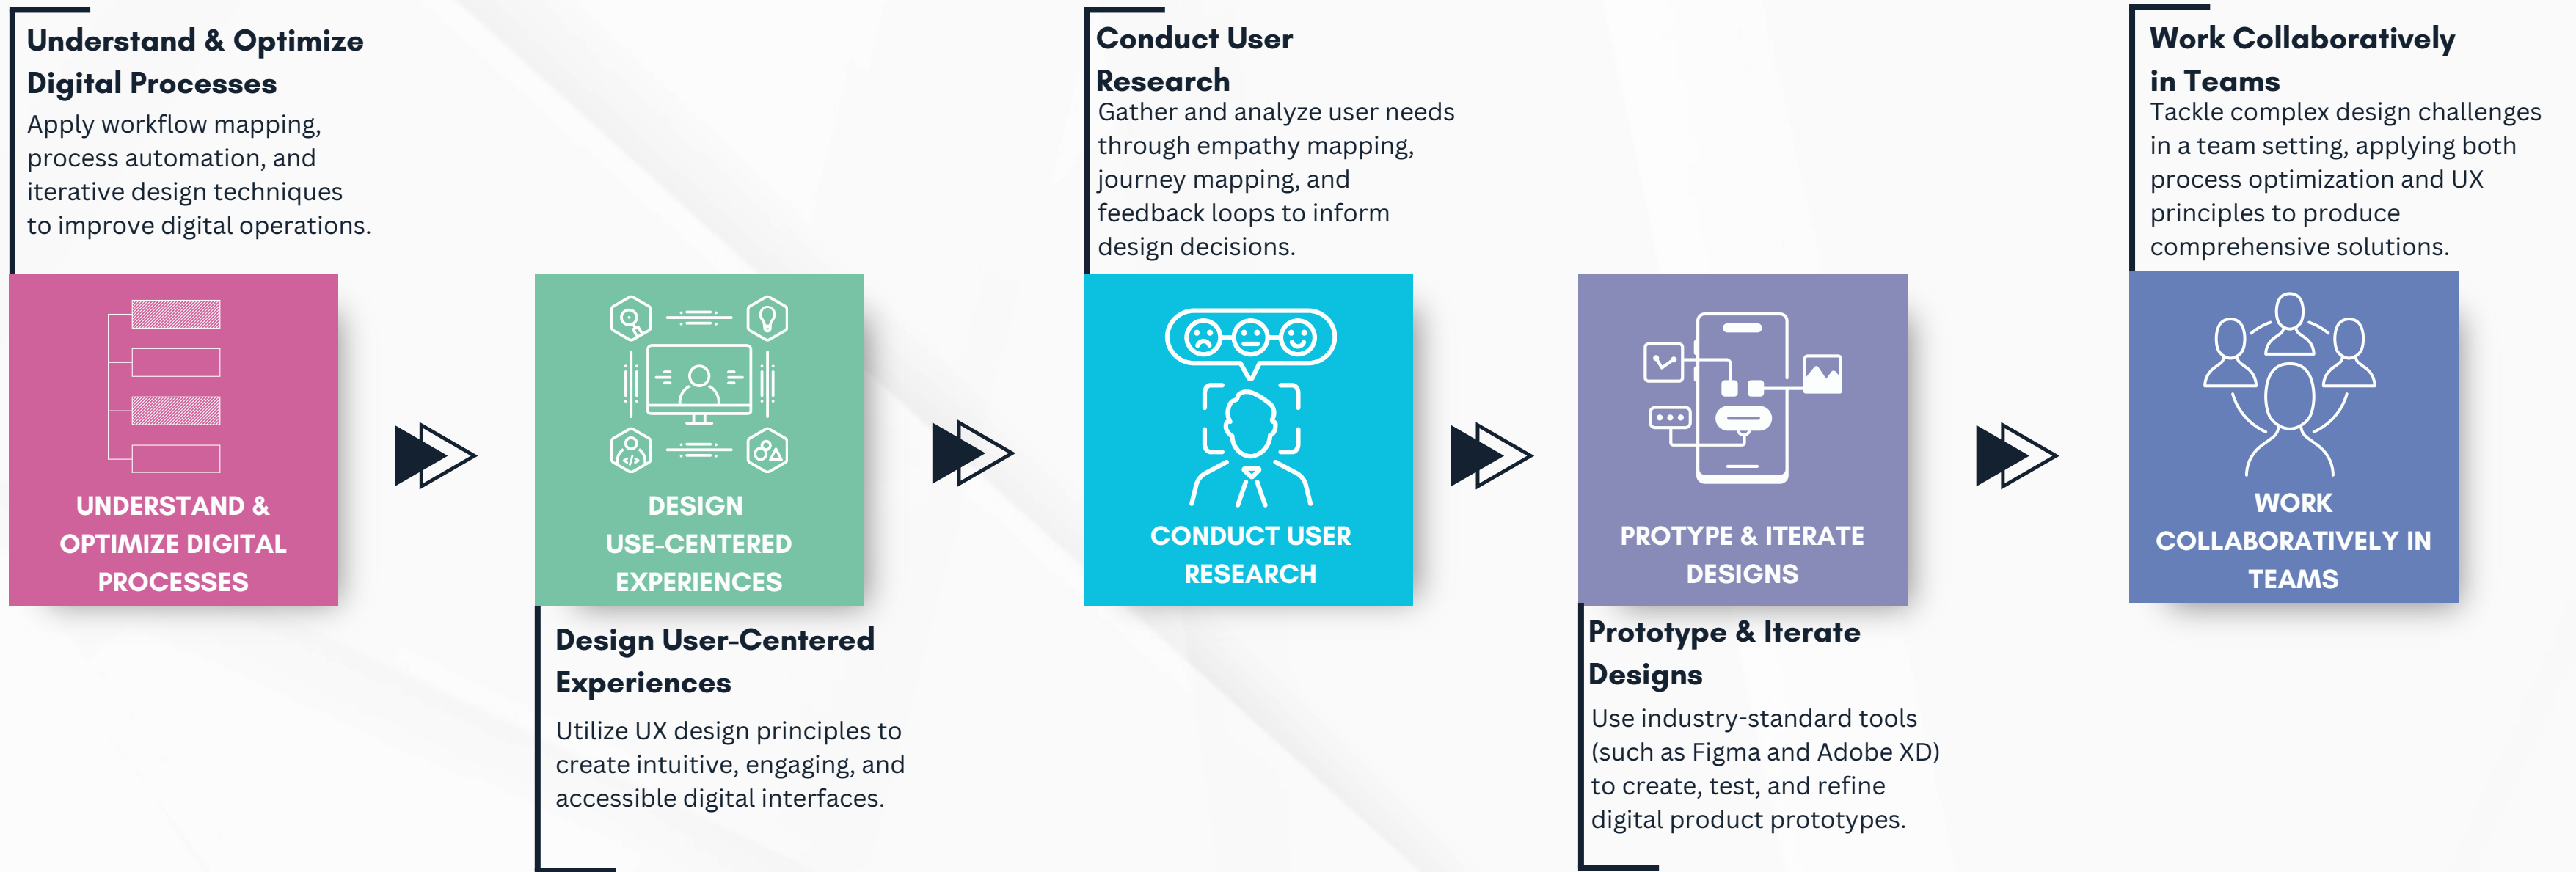 Understand & Optimize
Digital Processes
Apply workflow mapping,
process automation, and
iterative design techniques
to improve digital operations.
UNDERSTAND &
OPTIMIZE DIGITAL
PROCESSES
DESIGN
USE-CENTERED
EXPERIENCES
Design User-Centered
Experiences
Utilize UX design principles to
create intuitive, engaging, and
accessible digital interfaces.
Conduct User
Research
Gather and analyze user needs
through empathy mapping,
journey mapping, and
feedback loops to inform
design decisions.
CONDUCT USER
RESEARCH
PROTYPE & ITERATE
DESIGNS
Prototype & Iterate
Designs
Use industry-standard tools
(such as Figma and Adobe XD)
to create, test, and refine
digital product prototypes.
Work Collaboratively
in Teams
Tackle complex design challenges
in a team setting, applying both
process optimization and UX
principles to produce
comprehensive solutions.
WORK
COLLABORATIVELY IN
TEAMS